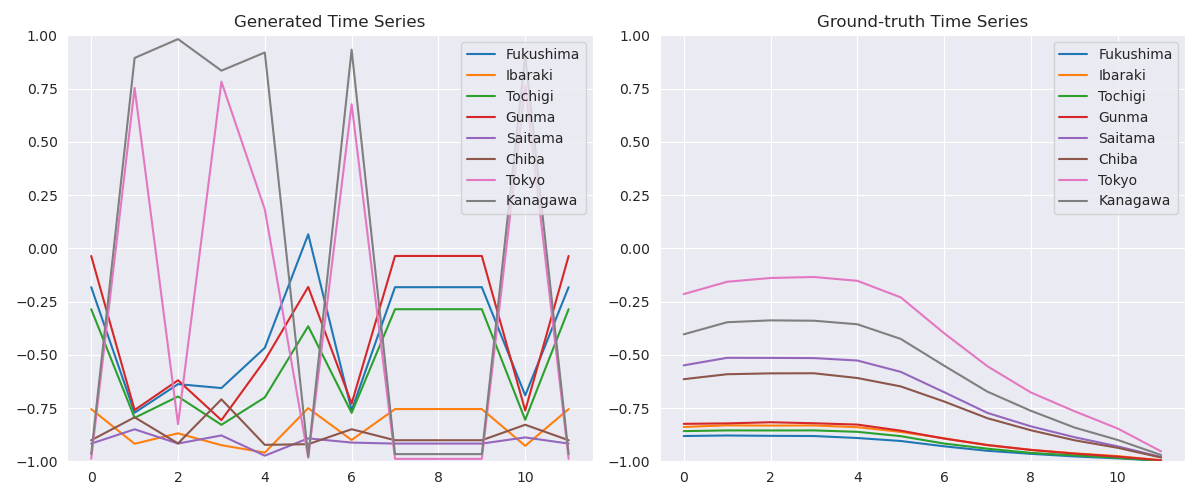 Generated Time Series
1.00
0.75
0.50
0.25
0.00
−0.25
−0.50
−0.75
−1.00
0 2 4 6 8 10
Fukushima
Ibaraki
Tochigi
Gunma
Saitama
Chiba
Tokyo
Kanagawa
Ground-truth Time Series
1.00
0.75
0.50
0.25
0.00
−0.25
−0.50
−0.75
−1.00
0 2 4 6 8 10
Fukushima
Ibaraki
Tochigi
Gunma
Saitama
Chiba
Tokyo
Kanagawa